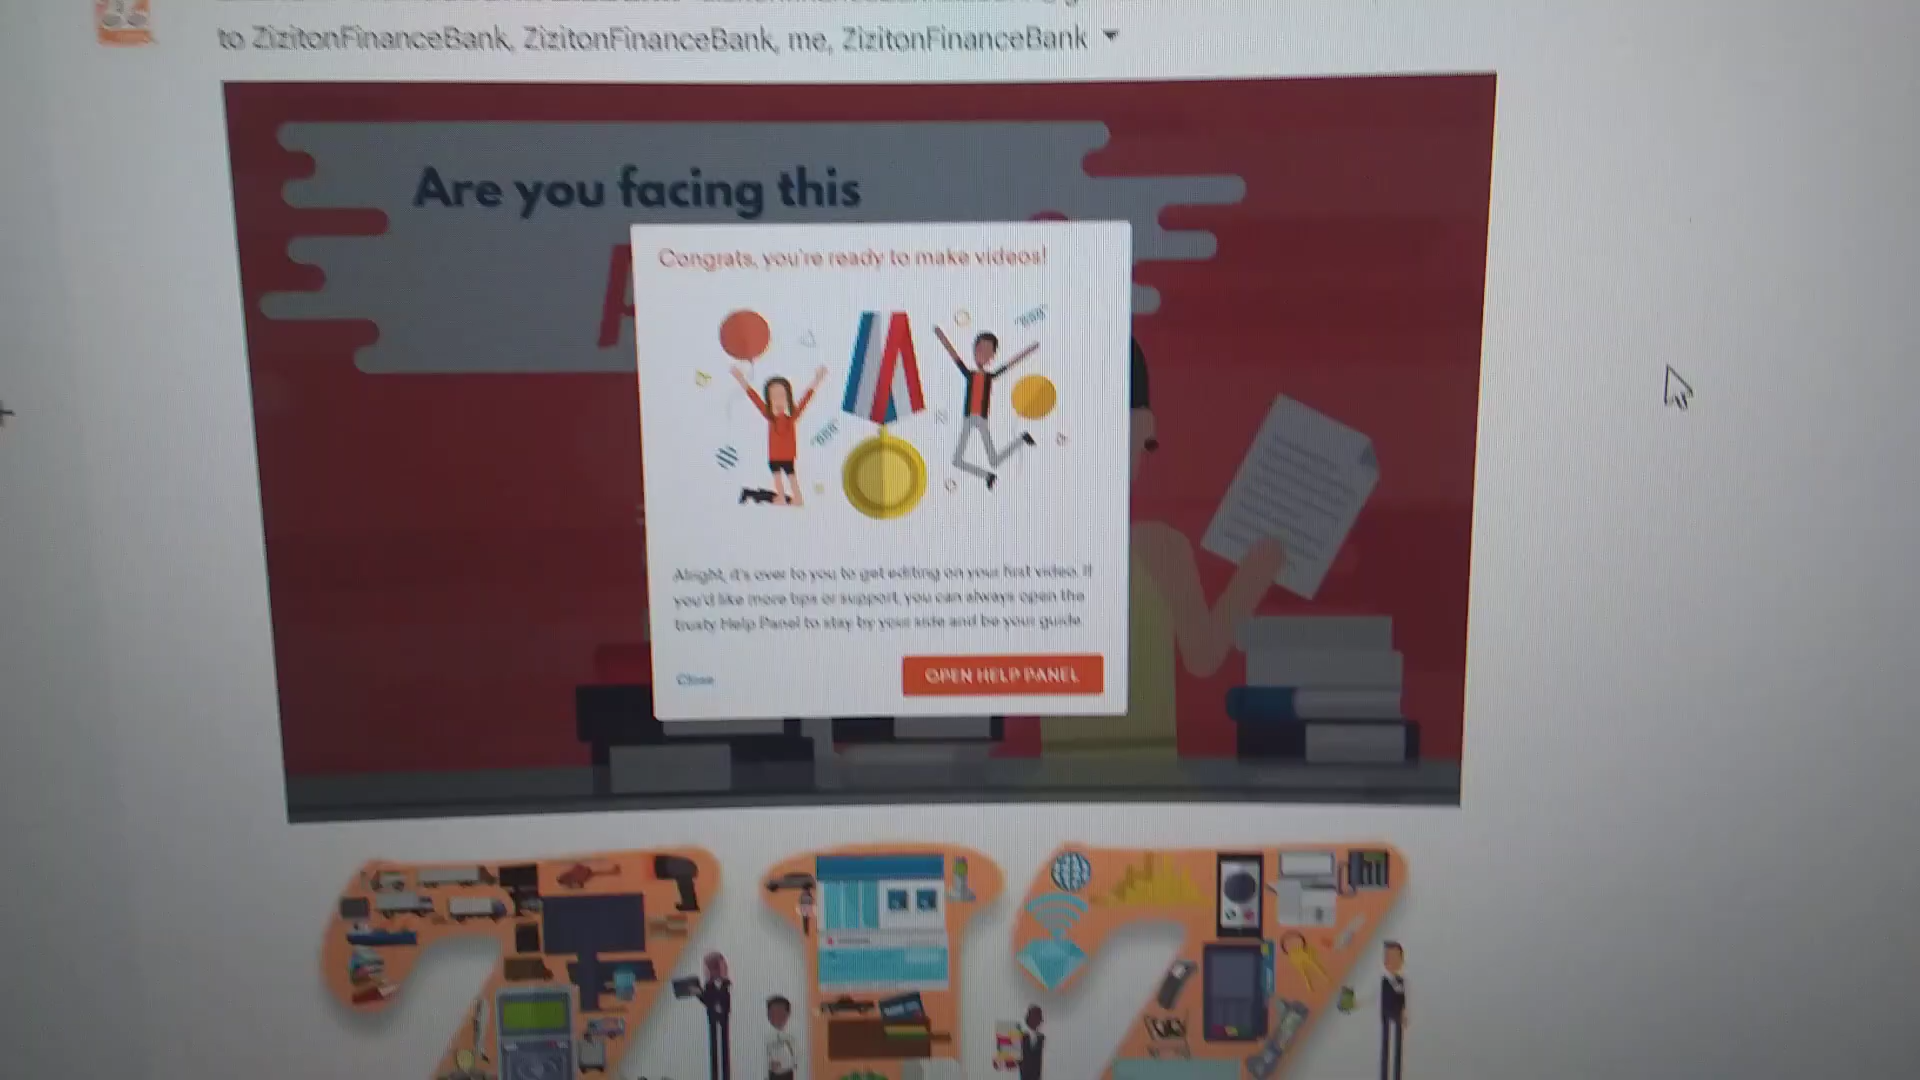 to ZizitonFinanceBank, ZizitonFinanceBank, me, ZizitonFinanceBank
Are you facing this
Congrats, you're ready to make videos!
Alright, it's over to you to get editing on your first video. If
you'd like more tips or support, you can always open the
trusty Help Panel to stay by your side and be your guide.
Close
OPEN HELP PANEL
ZIZ